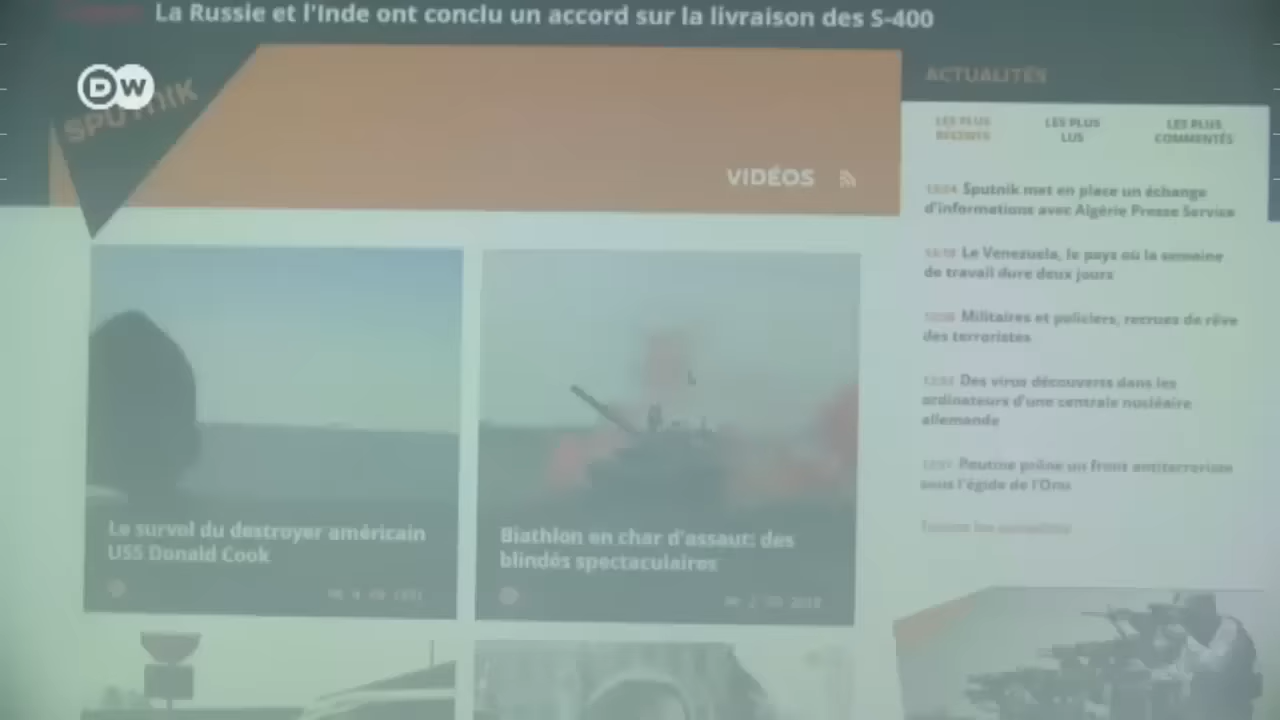 La Russie et l'Inde ont conclu un accord sur la livraison des S-400
DW
SPUTNIK
VIDÉOS
ACTUALITÉS
LES PLUS
RÉCENTS
LES PLUS
LUS
LES PLUS
COMMENTÉS
Sputnik met en place un échange
d'informations avec Algérie Presse Service
Le Venezuela, le pays où la semaine
de travail dure deux jours
Militaires et policiers, recrues de rêve
des terroristes
Des virus découverts dans les
ordinateurs d'une centrale nucléaire
allemande
Poutine prône un front antiterroriste
sous l'égide de l'Onu
Le survol du destroyer américain
USS Donald Cook
Biathlon en char d'assaut: des
blindés spectaculaires